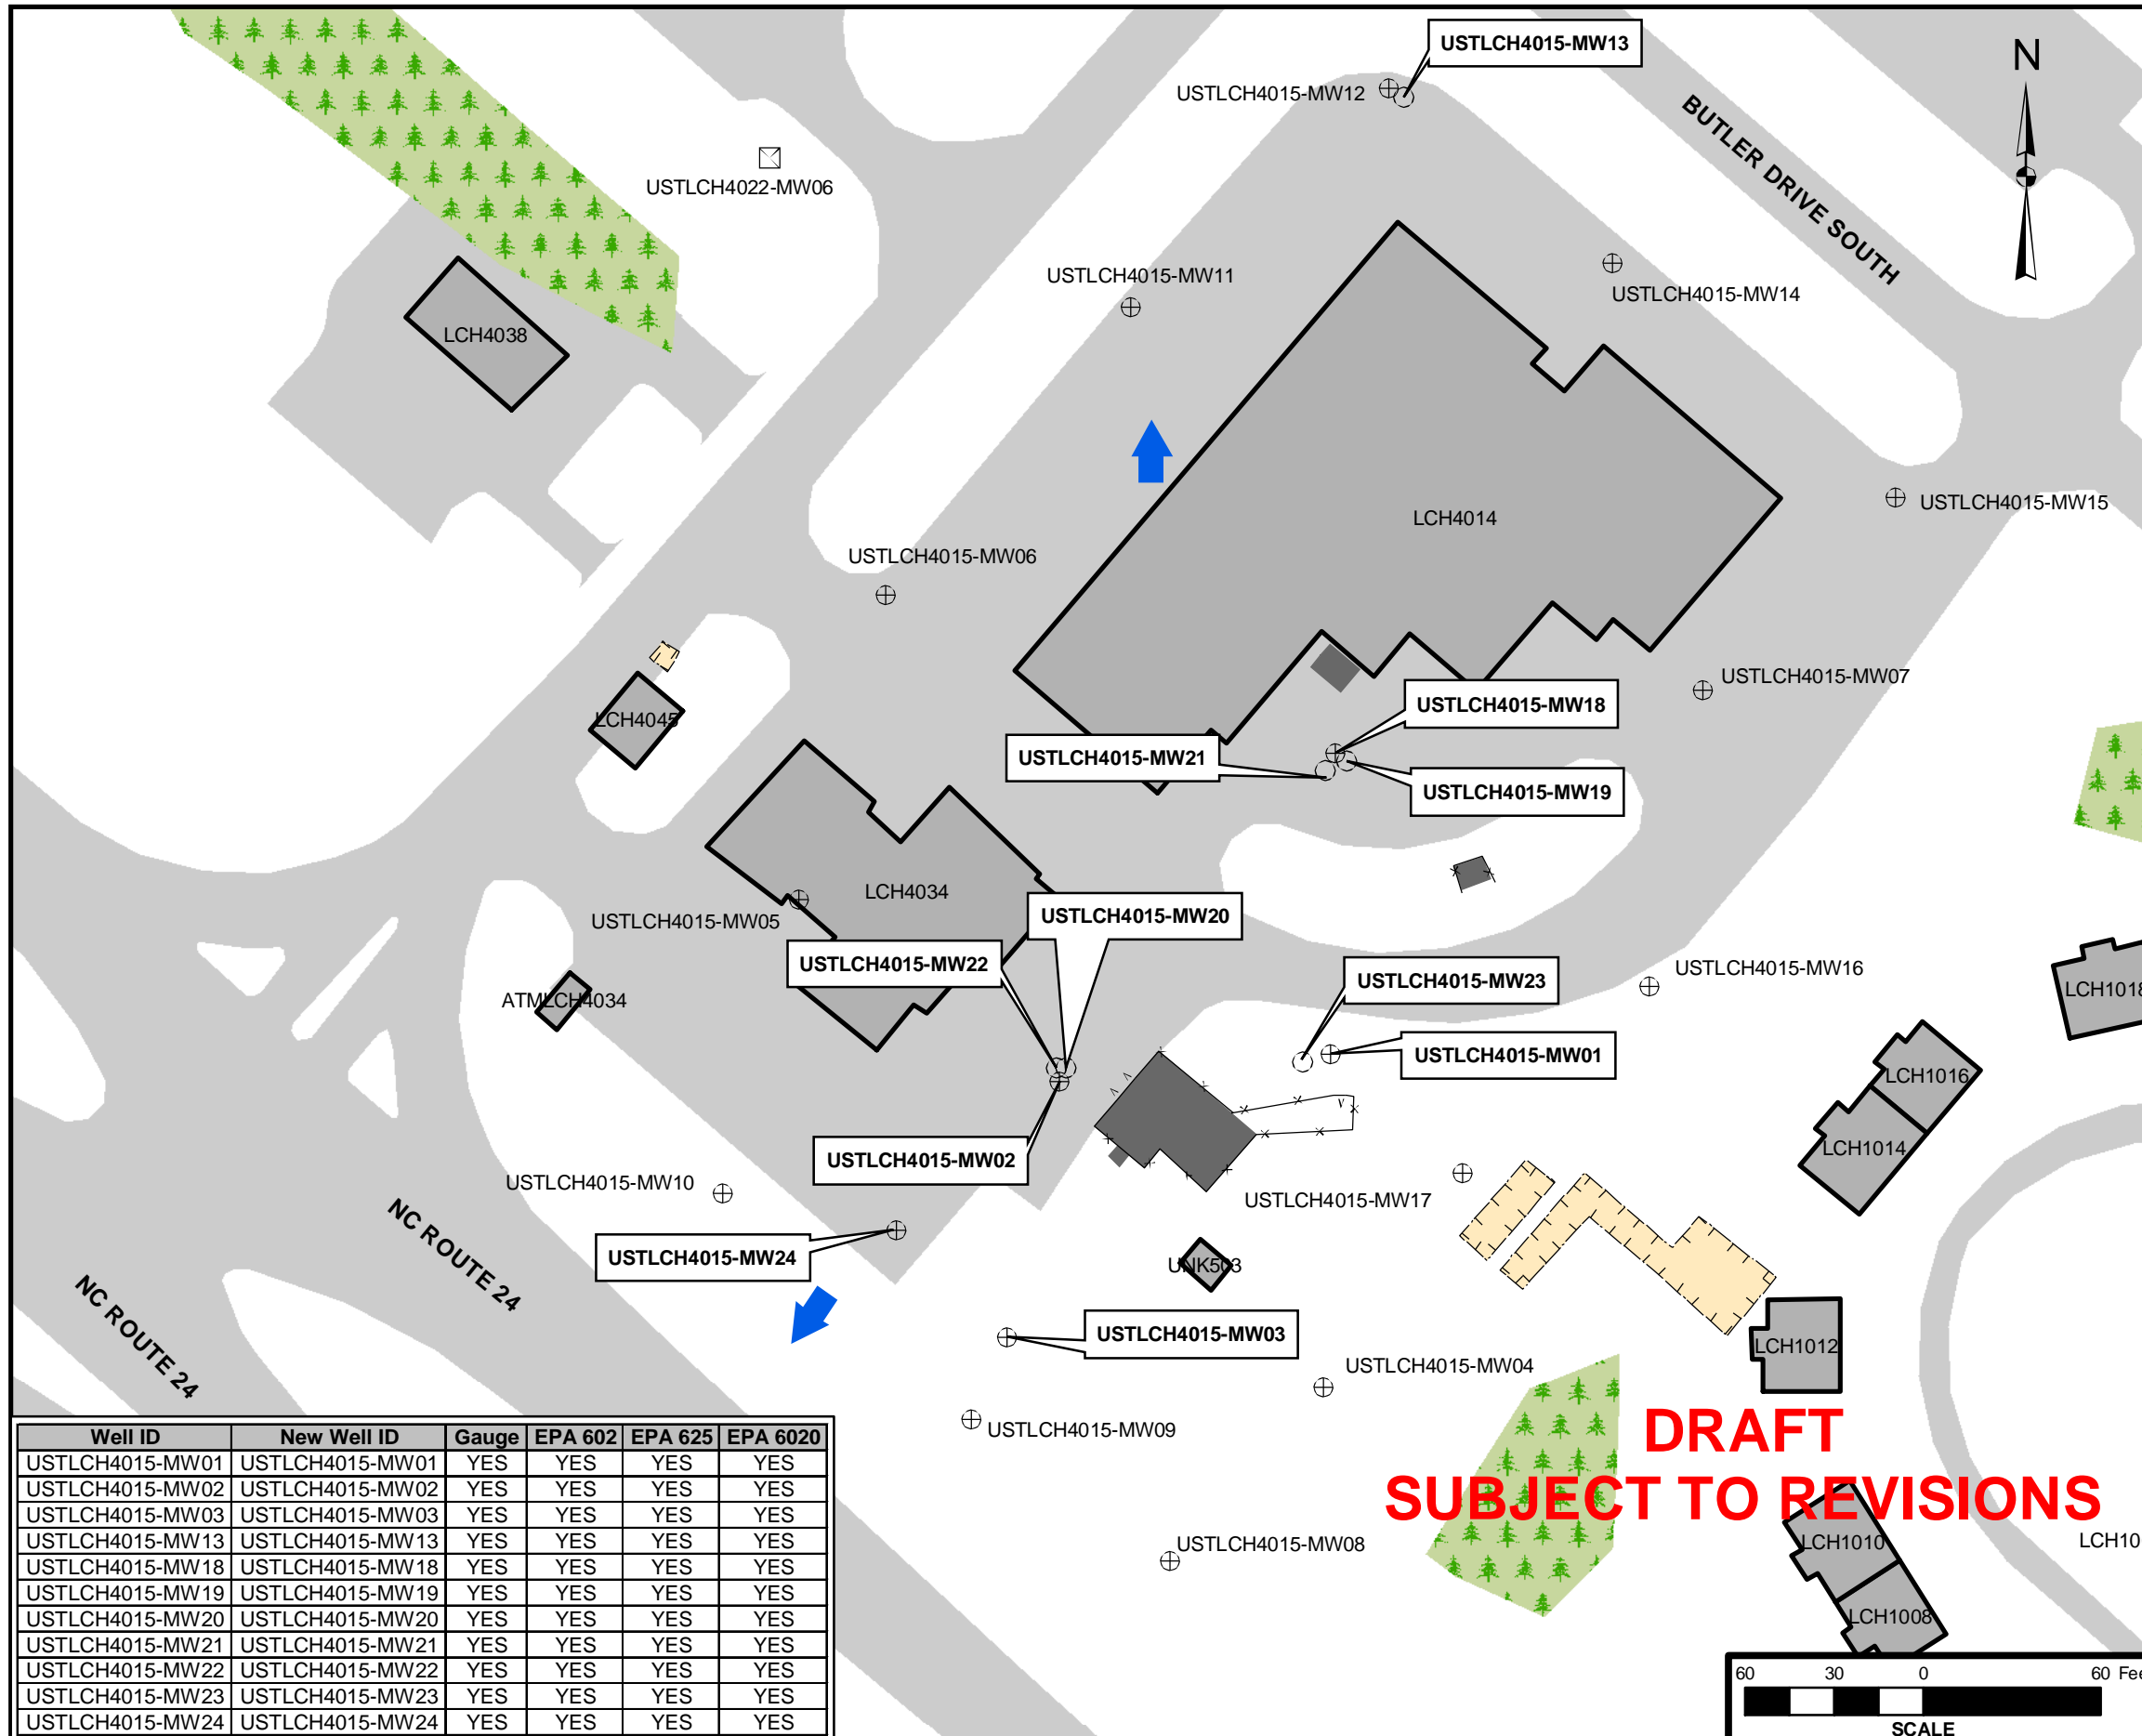 USTLCH4015-MW13
N
USTLCH4015-MW12
BUTLER DRIVE SOUTH
USTLCH4022-MW06
USTLCH4015-MW11
USTLCH4015-MW14
LCH4038
LCH4014
USTLCH4015-MW15
USTLCH4015-MW06
USTLCH4015-MW07
USTLCH4015-MW18
LCH4045
USTLCH4015-MW21
USTLCH4015-MW19
LCH4034
USTLCH4015-MW20
USTLCH4015-MW05
USTLCH4015-MW22
USTLCH4015-MW16
USTLCH4015-MW23
LCH1018
ATMLCH4034
USTLCH4015-MW01
LCH1016
LCH1014
USTLCH4015-MW02
USTLCH4015-MW10
USTLCH4015-MW17
NC ROUTE 24
USTLCH4015-MW24
UNK503
NC ROUTE 24
USTLCH4015-MW03
LCH1012
USTLCH4015-MW04
USTLCH4015-MW09
DRAFT
SUBJECT TO REVISIONS
USTLCH4015-MW08
LCH1010
LCH10
LCH1008
Well ID New Well ID Gauge EPA 602 EPA 625 EPA 6020
USTLCH4015-MW01 USTLCH4015-MW01 YES YES YES YES
USTLCH4015-MW02 USTLCH4015-MW02 YES YES YES YES
USTLCH4015-MW03 USTLCH4015-MW03 YES YES YES YES
USTLCH4015-MW13 USTLCH4015-MW13 YES YES YES YES
USTLCH4015-MW18 USTLCH4015-MW18 YES YES YES YES
USTLCH4015-MW19 USTLCH4015-MW19 YES YES YES YES
USTLCH4015-MW20 USTLCH4015-MW20 YES YES YES YES
USTLCH4015-MW21 USTLCH4015-MW21 YES YES YES YES
USTLCH4015-MW22 USTLCH4015-MW22 YES YES YES YES
USTLCH4015-MW23 USTLCH4015-MW23 YES YES YES YES
USTLCH4015-MW24 USTLCH4015-MW24 YES YES YES YES
60 30 0 60 Fee
SCALE